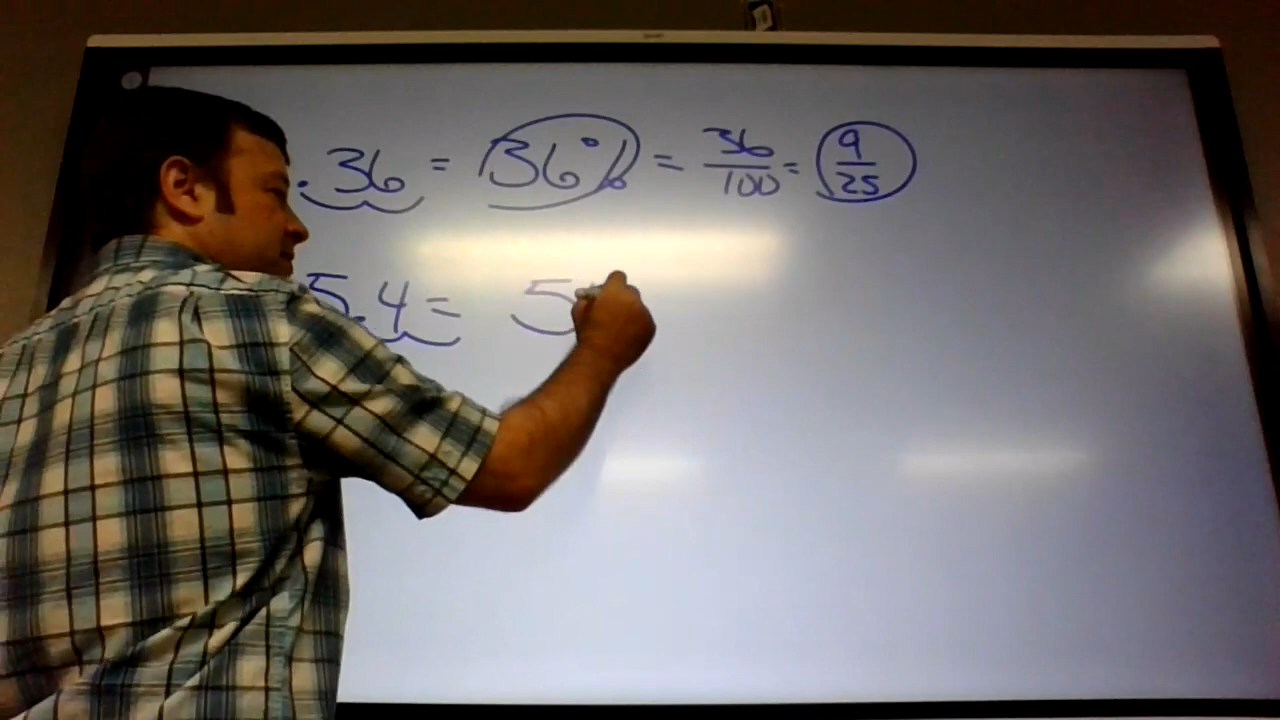 .36 = 36% = 36/100 = 9/25
5.4 = 5